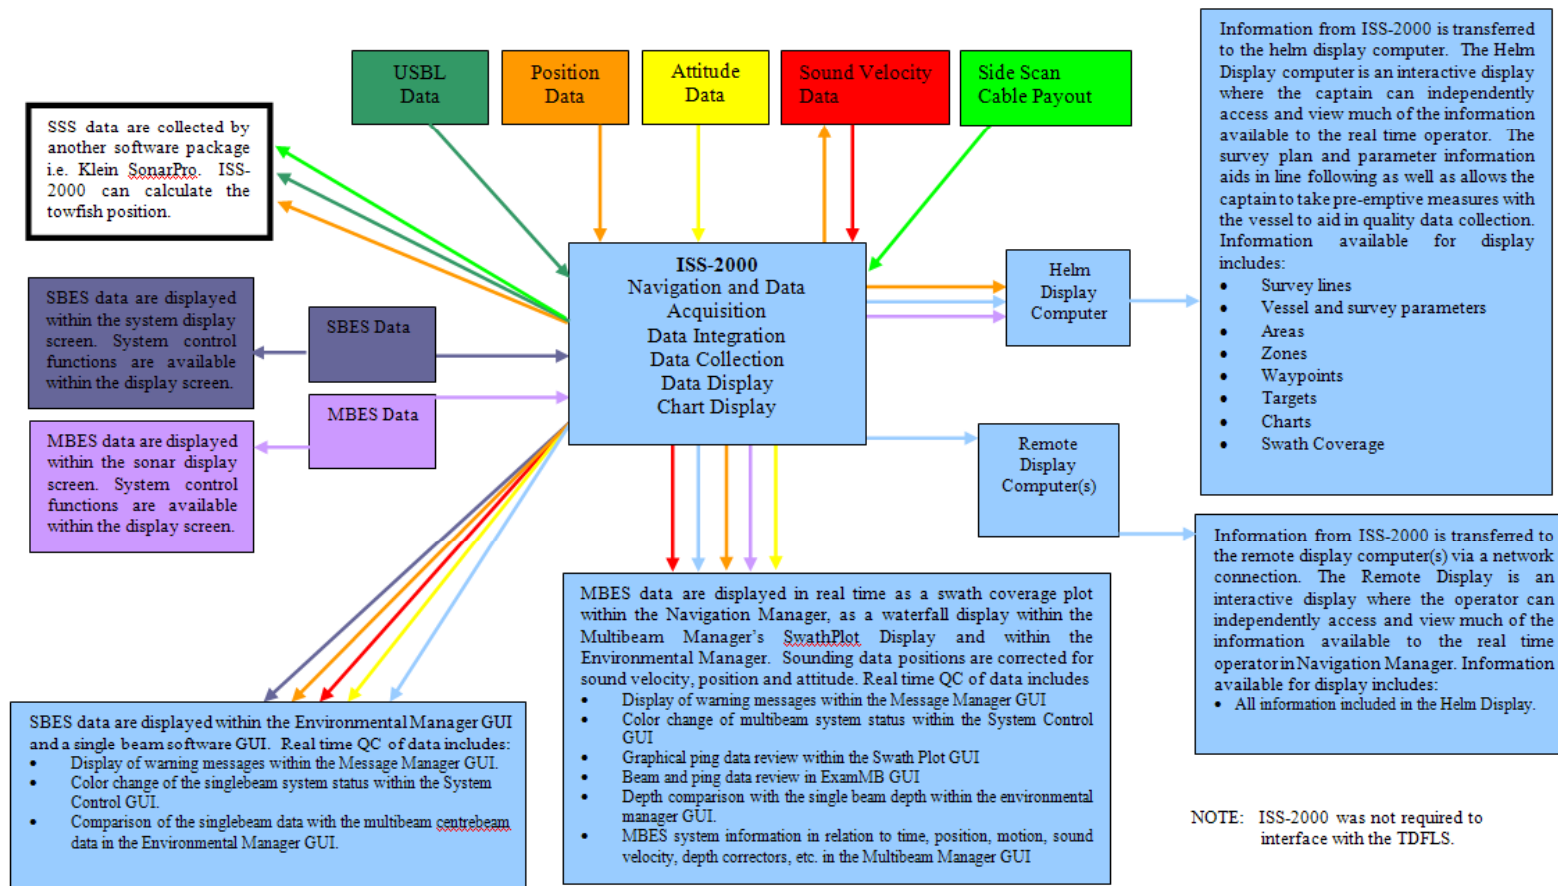 USBL
Data
Position
Data
Attitude
Data
Sound Velocity
Data
Side Scan
Cable Payout
SSS data are collected by
another software package
i.e. Klein SonarPro. ISS-
2000 can calculate the
towfish position.
SBES data are displayed
within the system display
screen. System control
functions are available
within the display screen.
SBES Data
MBES Data
MBES data are displayed
within the sonar display
screen. System control
functions are available
within the display screen.
ISS-2000
Navigation and Data
Acquisition
Data Integration
Data Collection
Data Display
Chart Display
Helm
Display
Computer
Remote
Display
Computer(s)
Information from ISS-2000 is transferred
to the helm display computer. The Helm
Display computer is an interactive display
where the captain can independently
access and view much of the information
available to the real time operator. The
survey plan and parameter information
aids in line following as well as allows the
captain to take pre-emptive measures with
the vessel to aid in quality data collection.
Information available for display
includes:
• Survey lines
• Vessel and survey parameters
• Areas
• Zones
• Waypoints
• Targets
• Charts
• Swath Coverage
Information from ISS-2000 is transferred to
the remote display computer(s) via a network
connection. The Remote Display is an
interactive display where the operator can
independently access and view much of the
information available to the real time
operator in Navigation Manager. Information
available for display includes:
• All information included in the Helm Display.
SBES data are displayed within the Environmental Manager GUI
and a single beam software GUI. Real time QC of data includes:
• Display of warning messages within the Message Manager GUI.
• Color change of the singlebeam system status within the System
Control GUI.
• Comparison of the singlebeam data with the multibeam centrebeam
data in the Environmental Manager GUI.
MBES data are displayed in real time as a swath coverage plot
within the Navigation Manager, as a waterfall display within the
Multibeam Manager's SwathPlot Display and within the
Environmental Manager. Sounding data positions are corrected for
sound velocity, position and attitude. Real time QC of data includes
• Display of warning messages within the Message Manager GUI
• Color change of multibeam system status within the System Control
GUI
• Graphical ping data review within the Swath Plot GUI
• Beam and ping data review in ExamMB GUI
• Depth comparison with the single beam depth within the environmental
manager GUI.
• MBES system information in relation to time, position, motion, sound
velocity, depth correctors, etc. in the Multibeam Manager GUI
NOTE: ISS-2000 was not required to
interface with the TDFLS.